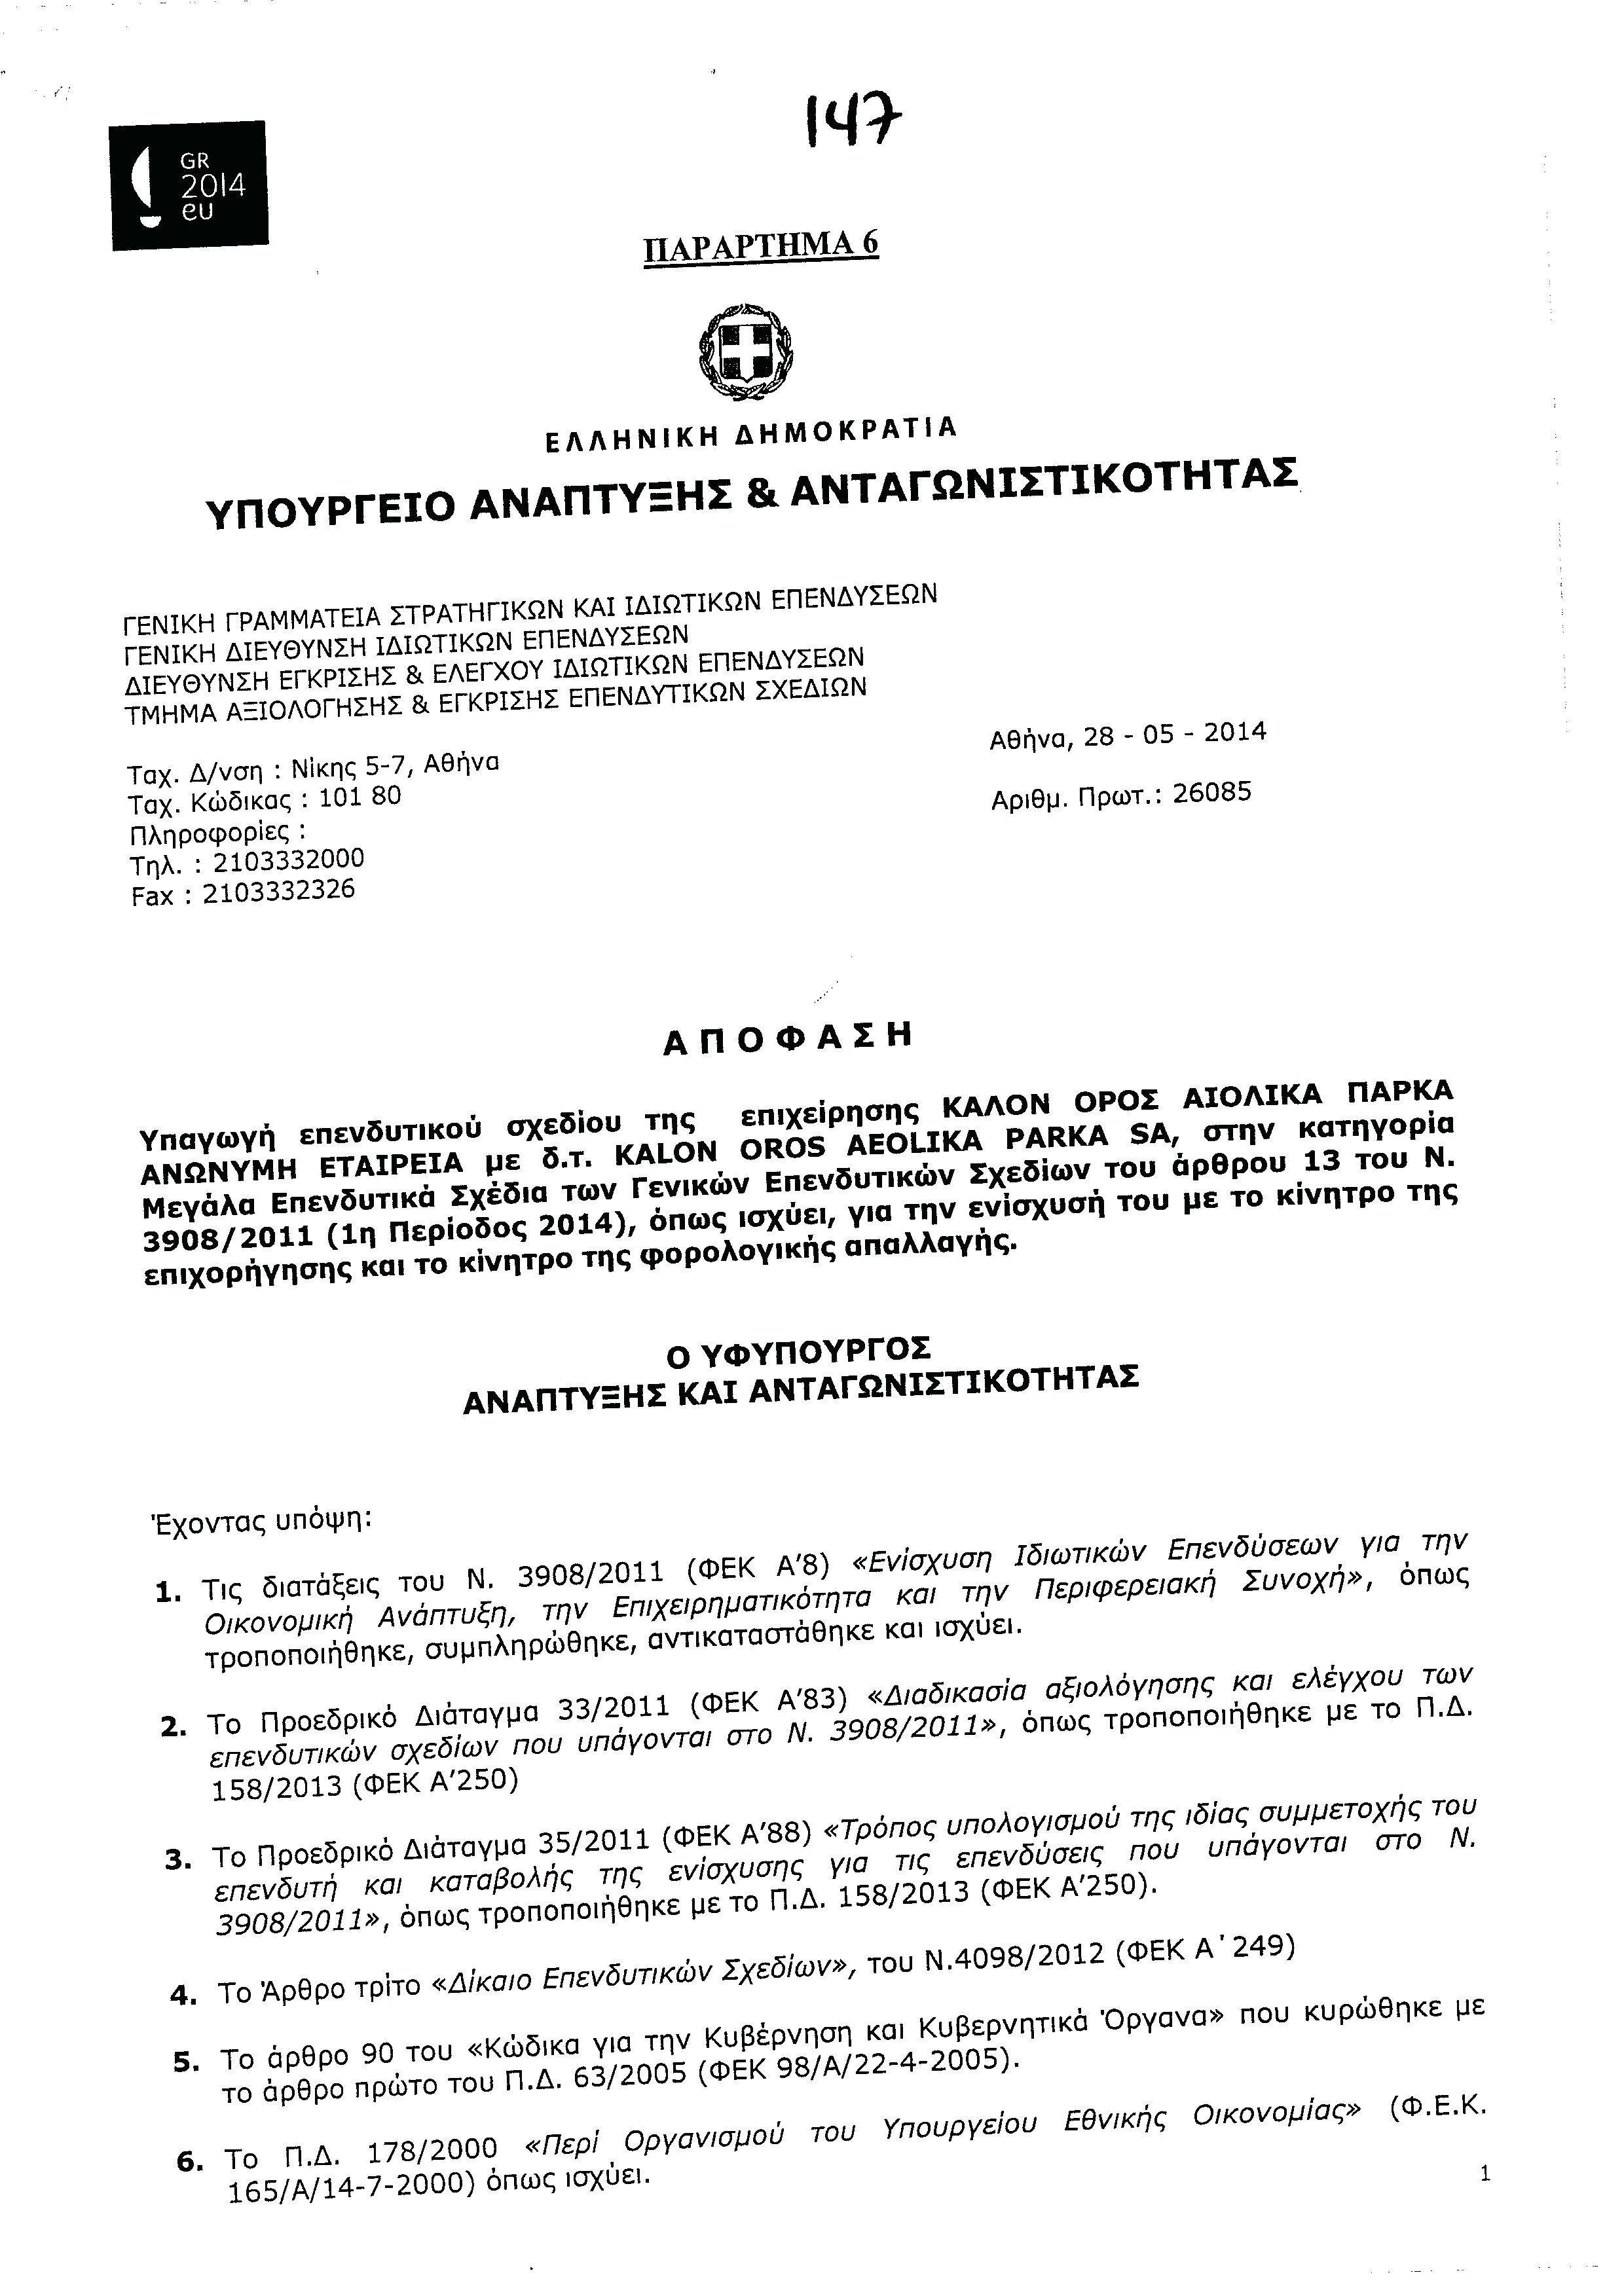 147
GR
2014
eu
ΠΑΡΑΡΤΗΜΑ 6
ΕΛΛΗΝΙΚΗ ΔΗΜΟΚΡΑΤΙΑ
ΥΠΟΥΡΓΕΙΟ ΑΝΑΠΤΥΞΗΣ & ΑΝΤΑΓΩΝΙΣΤΙΚΟΤΗΤΑΣ
ΓΕΝΙΚΗ ΓΡΑΜΜΑΤΕΙΑ ΣΤΡΑΤΗΓΙΚΩΝ ΚΑΙ ΙΔΙΩΤΙΚΩΝ ΕΠΕΝΔΥΣΕΩΝ
ΓΕΝΙΚΗ ΔΙΕΥΘΥΝΣΗ ΙΔΙΩΤΙΚΩΝ ΕΠΕΝΔΥΣΕΩΝ
ΔΙΕΥΘΥΝΣΗ ΕΓΚΡΙΣΗΣ & ΕΛΕΓΧΟΥ ΙΔΙΩΤΙΚΩΝ ΕΠΕΝΔΥΣΕΩΝ
ΤΜΗΜΑ ΑΞΙΟΛΟΓΗΣΗΣ & ΕΓΚΡΙΣΗΣ ΕΠΕΝΔΥΤΙΚΩΝ ΣΧΕΔΙΩΝ
Αθήνα, 28 - 05 - 2014
Ταχ. Δ/νση : Νίκης 5-7, Αθήνα
Ταχ. Κώδικας : 101 80
Αριθμ. Πρωτ.: 26085
Πληροφορίες :
Τηλ. : 2103332000
Fax : 2103332326
Α Π Ο Φ Α Σ Η
Υπαγωγή επενδυτικού σχεδίου της επιχείρησης ΚΑΛΟΝ ΟΡΟΣ ΑΙΟΛΙΚΑ ΠΑΡΚΑ
ΑΝΩΝΥΜΗ ΕΤΑΙΡΕΙΑ με δ.τ. KALON OROS AEOLIKA PARKA SA, στην κατηγορία
Μεγάλα Επενδυτικά Σχέδια των Γενικών Επενδυτικών Σχεδίων του άρθρου 13 του Ν.
3908/2011 (1η Περίοδος 2014), όπως ισχύει, για την ενίσχυσή του με το κίνητρο της
επιχορήγησης και το κίνητρο της φορολογικής απαλλαγής.
Ο ΥΦΥΠΟΥΡΓΟΣ
ΑΝΑΠΤΥΞΗΣ ΚΑΙ ΑΝΤΑΓΩΝΙΣΤΙΚΟΤΗΤΑΣ
Έχοντας υπόψη:
1. Τις διατάξεις του Ν. 3908/2011 (ΦΕΚ Α'8) «Ενίσχυση Ιδιωτικών Επενδύσεων για την
Οικονομική Ανάπτυξη, την Επιχειρηματικότητα και την Περιφερειακή Συνοχή», όπως
τροποποιήθηκε, συμπληρώθηκε, αντικαταστάθηκε και ισχύει.
2. Το Προεδρικό Διάταγμα 33/2011 (ΦΕΚ Α'83) «Διαδικασία αξιολόγησης και ελέγχου των
επενδυτικών σχεδίων που υπάγονται στο Ν. 3908/2011», όπως τροποποιήθηκε με το Π.Δ.
158/2013 (ΦΕΚ Α'250)
3. Το Προεδρικό Διάταγμα 35/2011 (ΦΕΚ Α'88) «Τρόπος υπολογισμού της ιδίας συμμετοχής του
επενδυτή και καταβολής της ενίσχυσης για τις επενδύσεις που υπάγονται στο Ν.
3908/2011», όπως τροποποιήθηκε με το Π.Δ. 158/2013 (ΦΕΚ Α'250).
4. Το Άρθρο τρίτο «Δίκαιο Επενδυτικών Σχεδίων», του Ν.4098/2012 (ΦΕΚ Α' 249)
5. Το άρθρο 90 του «Κώδικα για την Κυβέρνηση και Κυβερνητικά Όργανα» που κυρώθηκε με
το άρθρο πρώτο του Π.Δ. 63/2005 (ΦΕΚ 98/Α/22-4-2005).
6. Το Π.Δ. 178/2000 «Περί Οργανισμού του Υπουργείου Εθνικής Οικονομίας» (Φ.Ε.Κ.
165/Α/14-7-2000) όπως ισχύει.
1